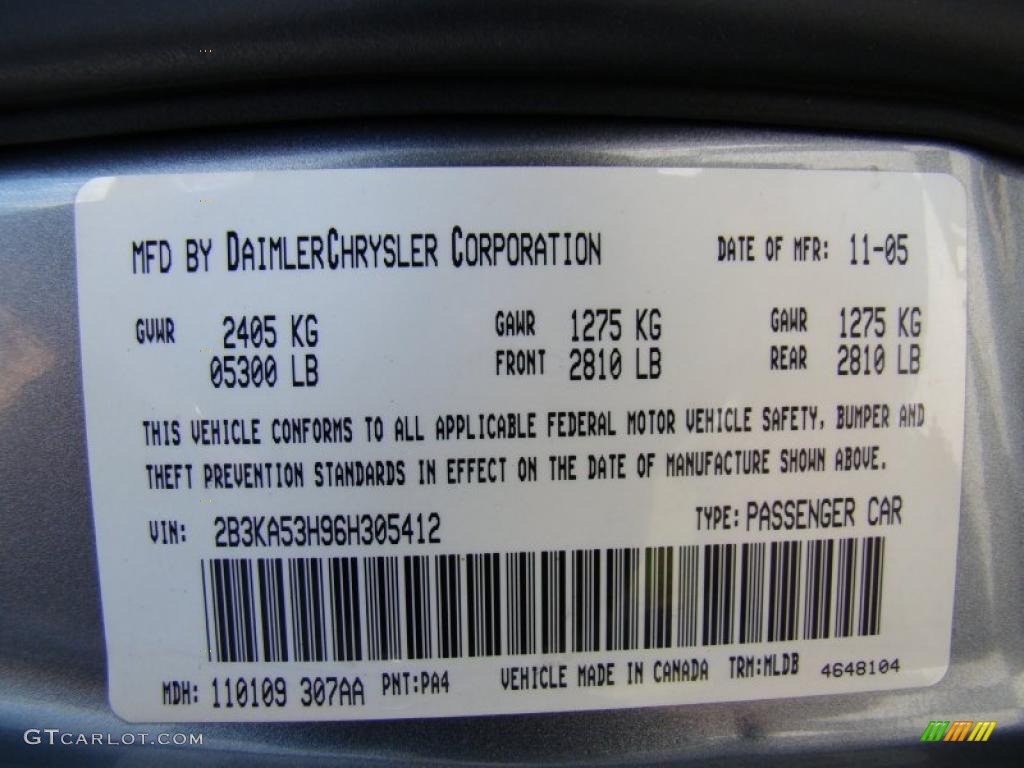 MFD BY DAIMLERCHRYSLER CORPORATION DATE OF MFR: 11-05
GVWR 2405 KG GAWR 1275 KG GAWR 1275 KG
05300 LB FRONT 2810 LB REAR 2810 LB
THIS VEHICLE CONFORMS TO ALL APPLICABLE FEDERAL MOTOR VEHICLE SAFETY, BUMPER AND
THEFT PREVENTION STANDARDS IN EFFECT ON THE DATE OF MANUFACTURE SHOWN ABOVE.
VIN: 2B3KA53H96H305412 TYPE: PASSENGER CAR
MDH: 110109 307AA PNT:PA4 VEHICLE MADE IN CANADA TRM:MLDB 4648104
GTCARLOT.COM